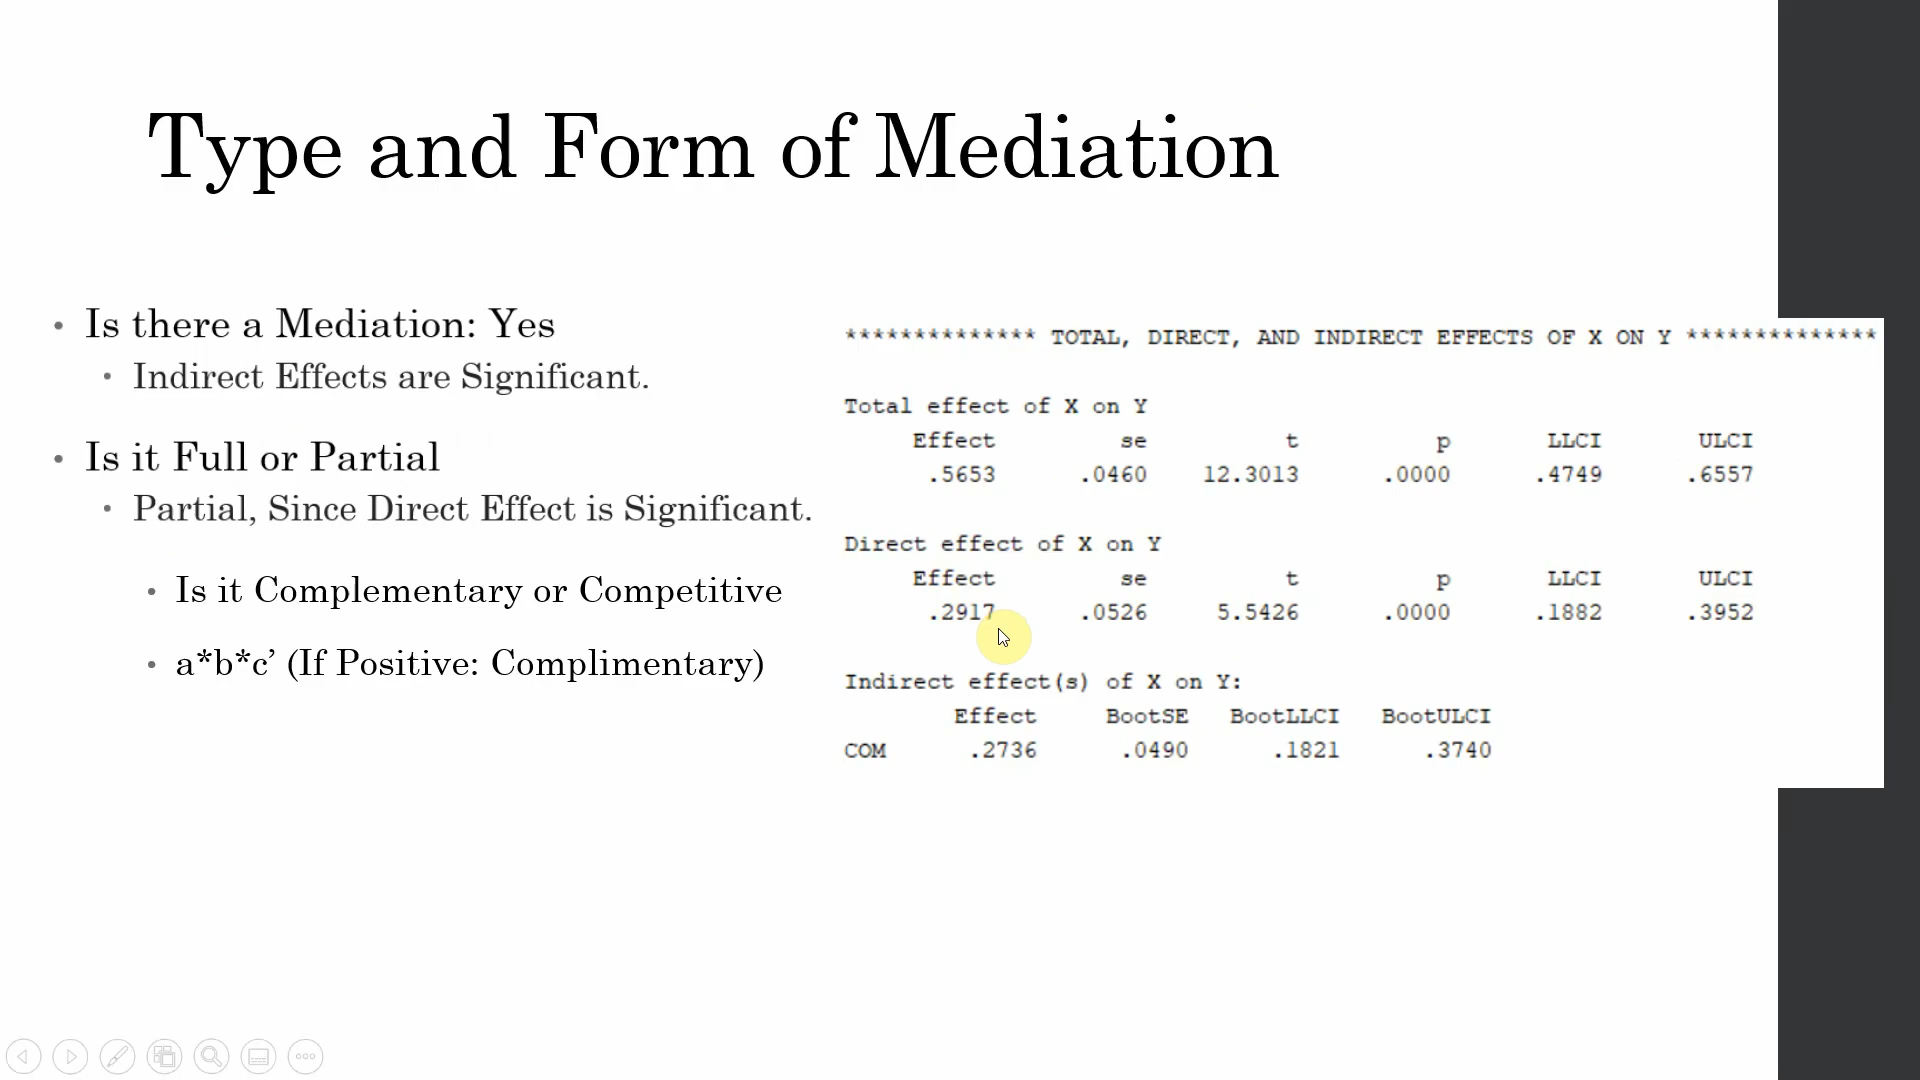 Type and Form of Mediation
• Is there a Mediation: Yes
• Indirect Effects are Significant.
• Is it Full or Partial
• Partial, Since Direct Effect is Significant.
• Is it Complementary or Competitive
• a*b*c’ (If Positive: Complimentary)
************** TOTAL, DIRECT, AND INDIRECT EFFECTS OF X ON Y **************
Total effect of X on Y
Effect se t p LLCI ULCI
.5653 .0460 12.3013 .0000 .4749 .6557
Direct effect of X on Y
Effect se t p LLCI ULCI
.2917 .0526 5.5426 .0000 .1882 .3952
Indirect effect(s) of X on Y:
Effect BootSE BootLLCI BootULCI
COM .2736 .0490 .1821 .3740